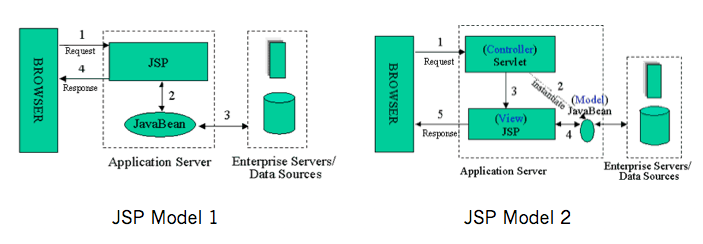 BROWSER
1
Request
4
Response
JSP
2
JavaBean
3
Application Server
Enterprise Servers/
Data Sources
JSP Model 1
BROWSER
1
Request
(Controller)
Servlet
2
Instantiate
3
(Model)
JavaBean
(View)
JSP
4
5
Response
Application Server
Enterprise Servers/
Data Sources
JSP Model 2